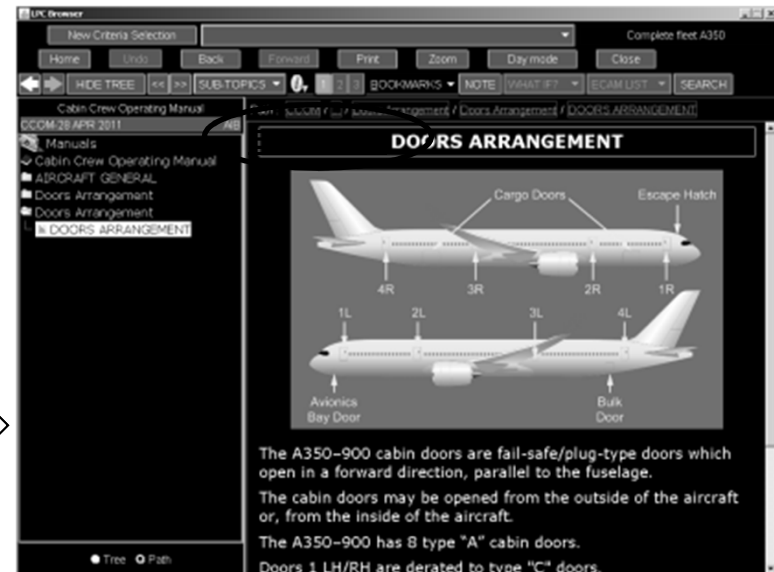 LPC Browser
New Criteria Selection
Complete fleet A350
Home Undo Back Forward Print Zoom Day mode Close
HIDE TREE << >> SUB-TOPICS 0 1 2 3 BOOKMARKS NOTE WHAT IF? ECAM LIST SEARCH
Cabin Crew Operating Manual
CCOM-28 APR 2011 AIB
CCOM / Doors Arrangement / Doors Arrangement / DOORS ARRANGEMENT
Manuals
Cabin Crew Operating Manual
AIRCRAFT GENERAL
Doors Arrangement
Doors Arrangement
DOORS ARRANGEMENT
DOORS ARRANGEMENT
Cargo Doors
Escape Hatch
4R 3R 2R 1R
1L 2L 3L 4L
Avionics
Bay Door
Bulk
Door
The A350–900 cabin doors are fail-safe/plug-type doors which
open in a forward direction, parallel to the fuselage.
The cabin doors may be opened from the outside of the aircraft
or, from the inside of the aircraft.
The A350–900 has 8 type "A" cabin doors.
Doors 1 LH/RH are derated to type "C" doors.
Tree Path